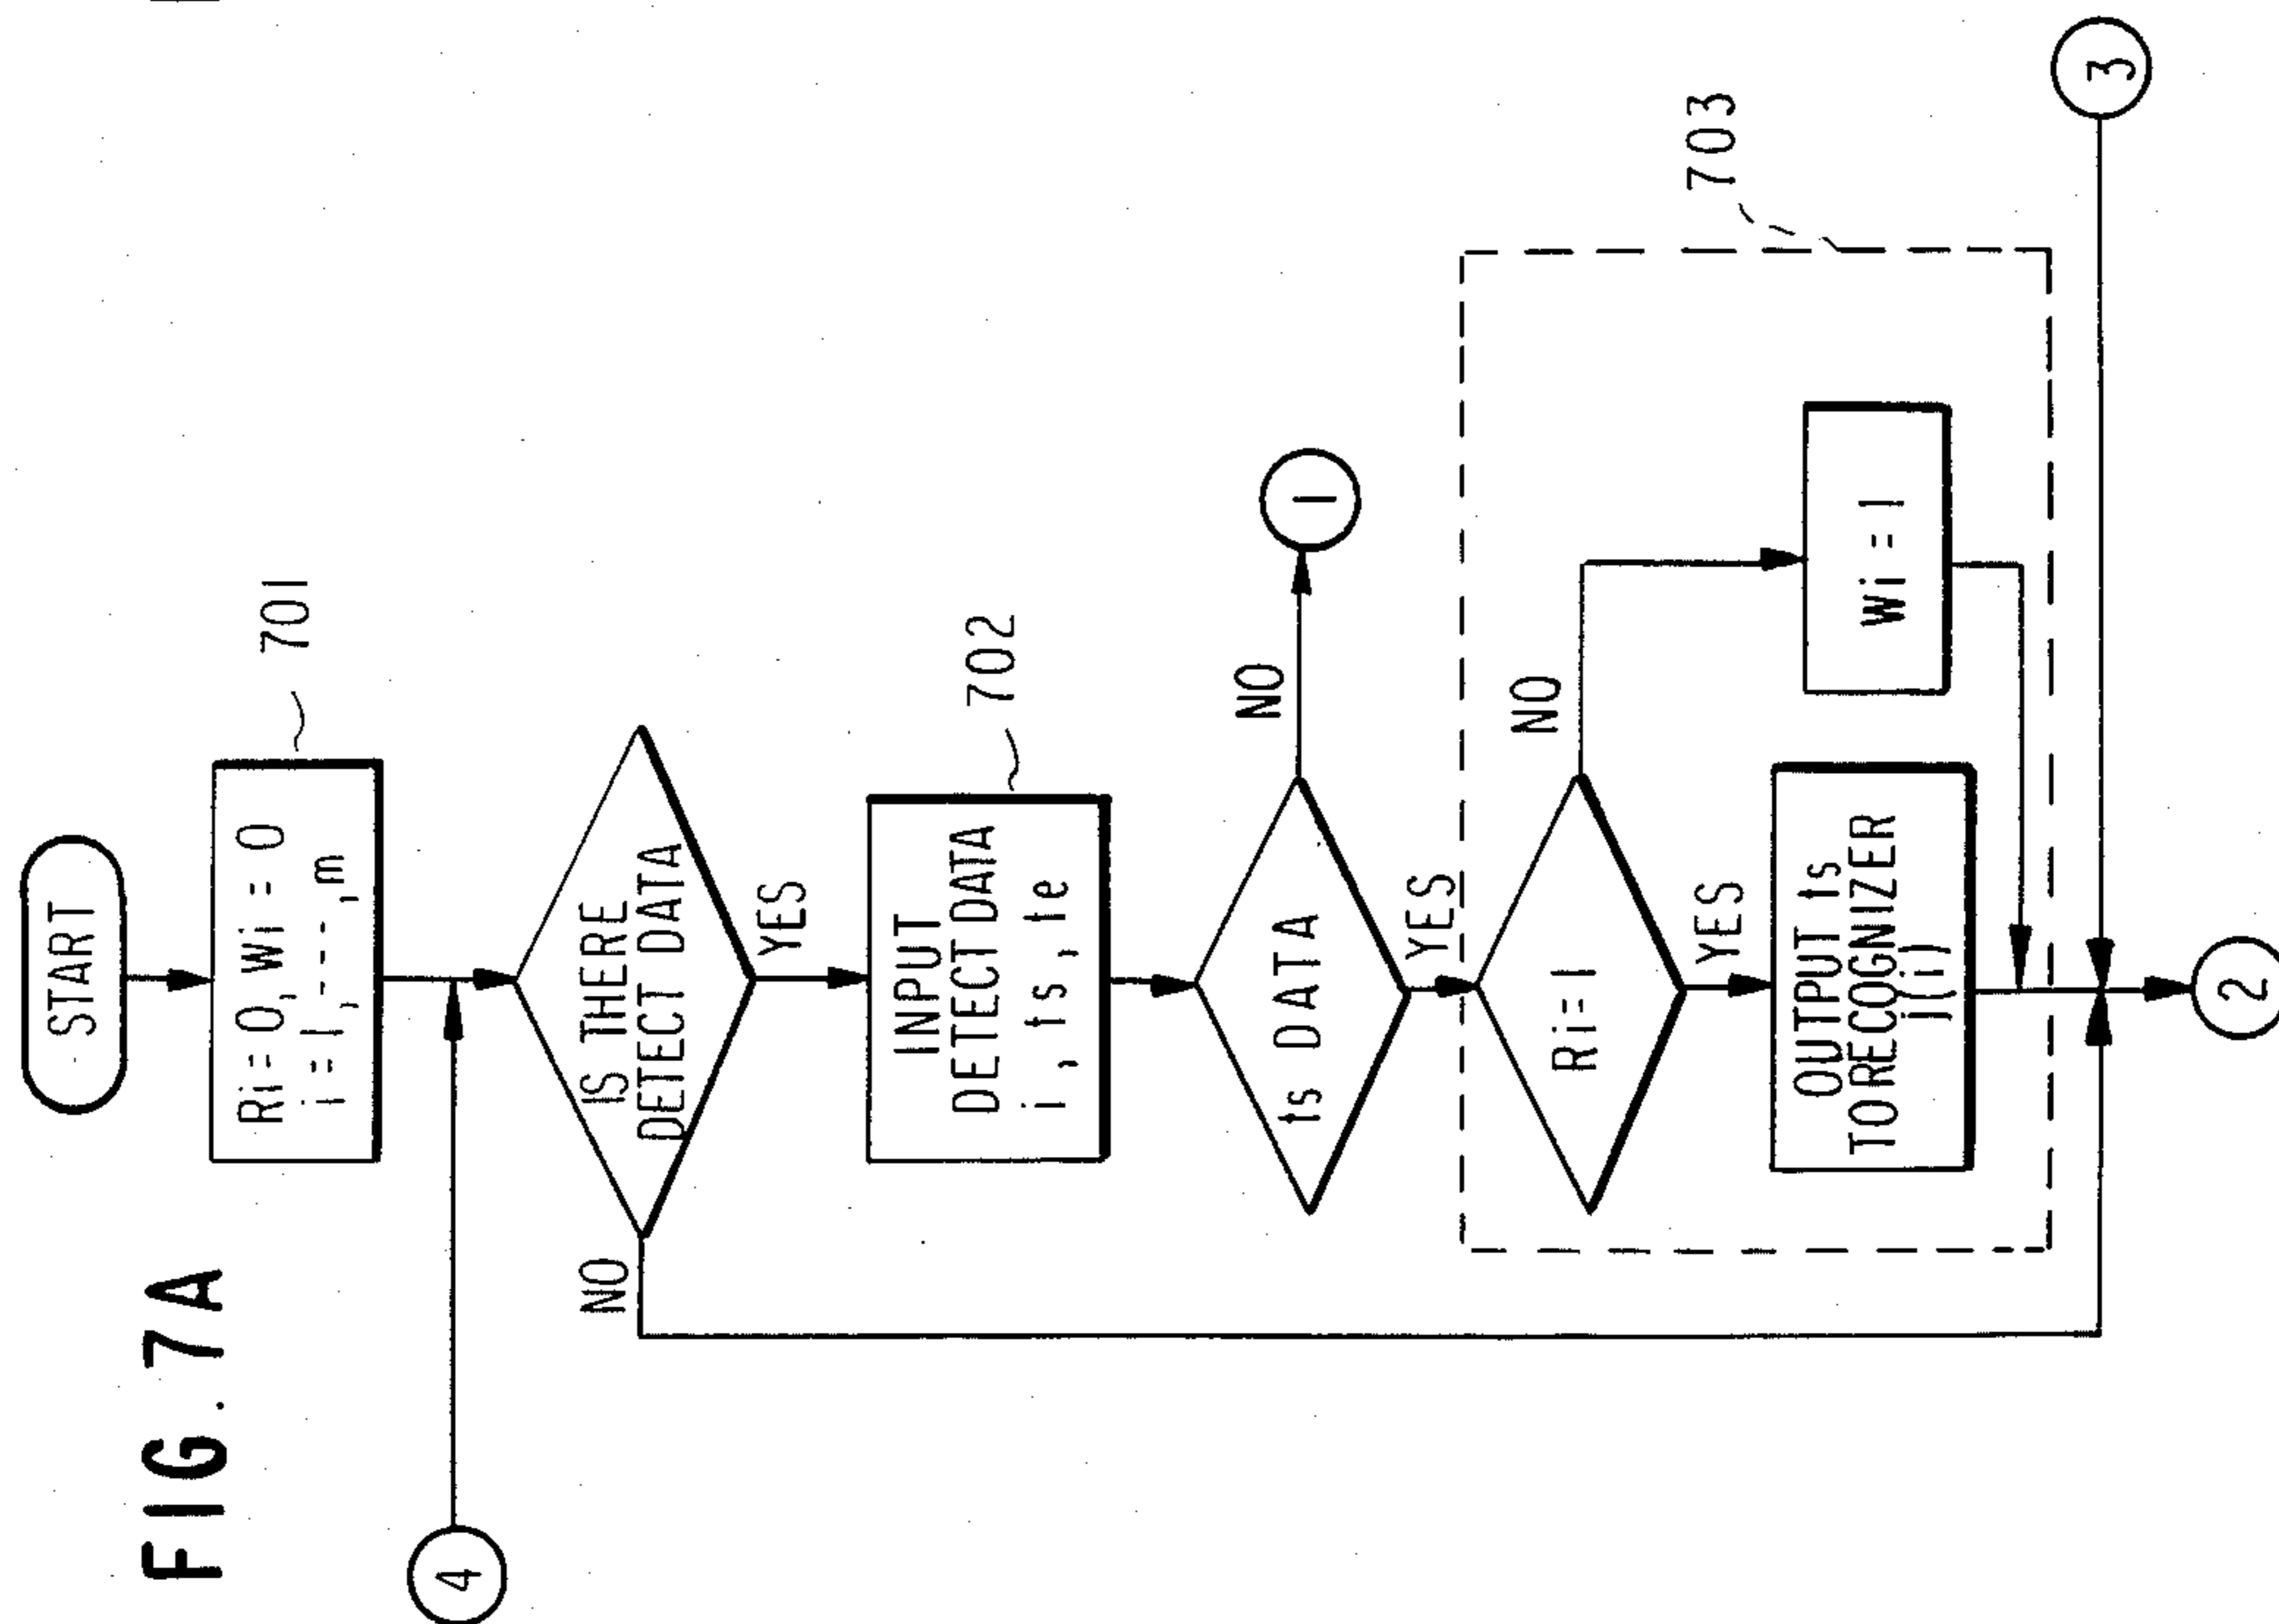 FIG. 7A
START
Ri = 0, Wi = 0
i = 1, ---, m
701
4
IS THERE
DETECT DATA
NO
YES
INPUT
DETECT DATA
i, ts, te
702
ts DATA
NO
1
YES
703
Ri = 1
NO
YES
OUTPUT ts
TO RECOGNIZER
j(i)
Wi = 1
3
2